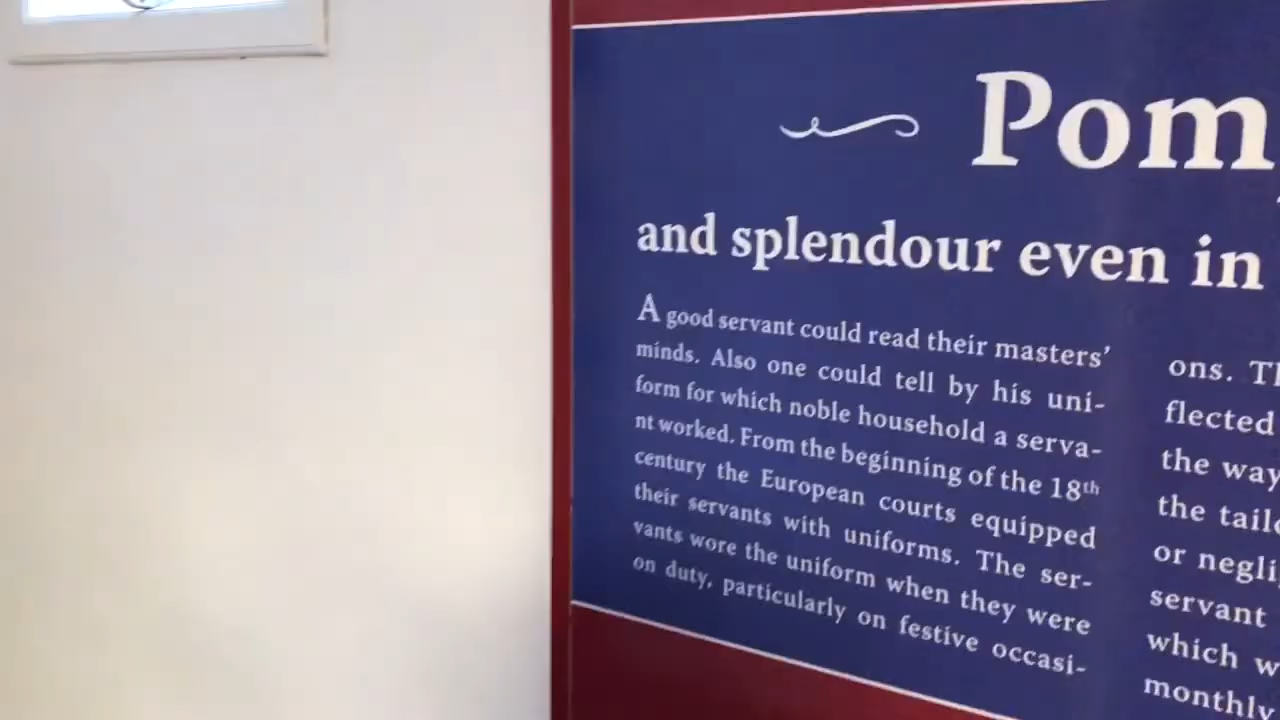 Pom
and splendour even in
A good servant could read their masters'
minds. Also one could tell by his uni-
form for which noble household a serva-
nt worked. From the beginning of the 18th
century the European courts equipped
their servants with uniforms. The ser-
vants wore the uniform when they were
on duty, particularly on festive occasi-
ons. Th
flected
the way
the tail
or negli
servant
which w
monthly